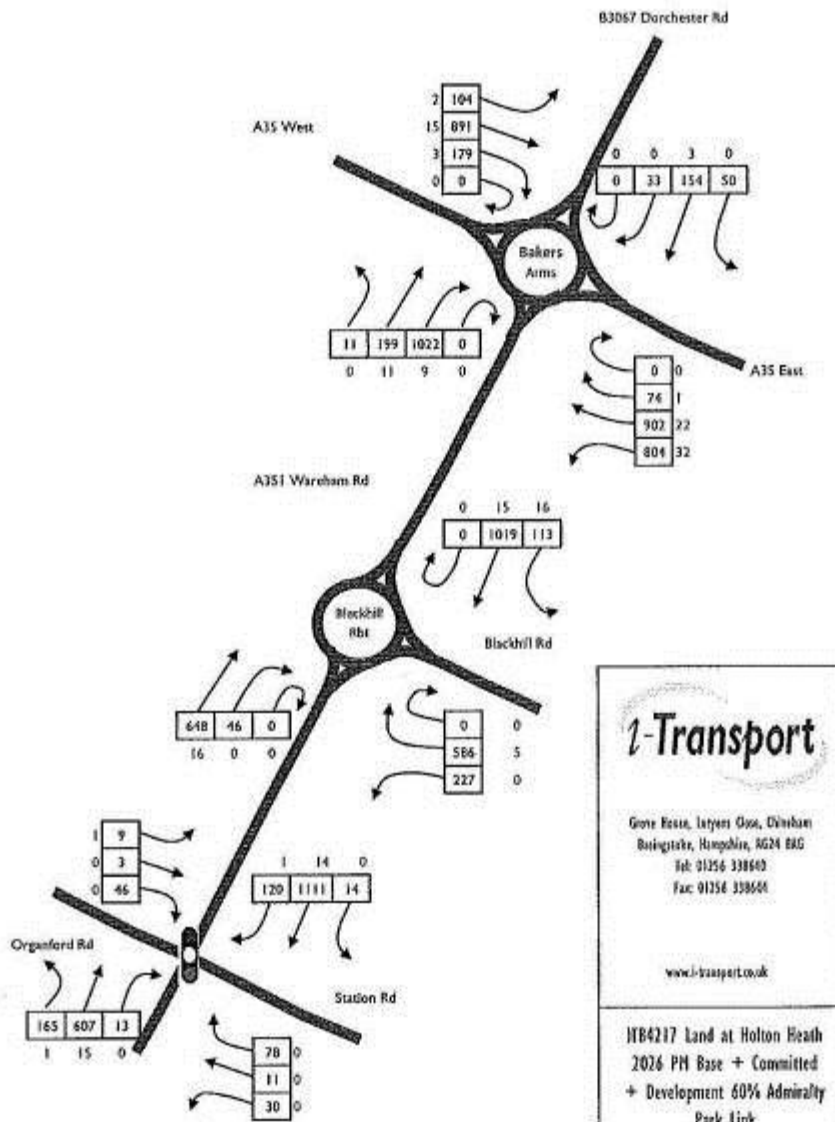 B3067 Dorchester Rd
2 104
15 891
3 179
0 0
A35 West
0 0 3 0
0 33 154 50
Bakers
Arms
11 199 1022 0
0 11 9 0
A35 East
0 0
74 1
902 22
804 32
A351 Wareham Rd
0 15 16
0 1019 113
Blackhill
Rbt
Blackhill Rd
648 46 0
16 0 0
0 0
586 5
227 0
1 9
0 3
0 46
1 14 0
120 1111 14
Organford Rd
Station Rd
165 607 13
1 15 0
78 0
11 0
30 0
i-Transport
Grove House, Lutyens Close, Chineham
Basingstoke, Hampshire, RG24 8AG
Tel: 01256 338640
Fax: 01256 338644
www.i-transport.co.uk
ITB4217 Land at Holton Heath
2026 PM Base + Committed
+ Development 60% Admiralty
Park Link